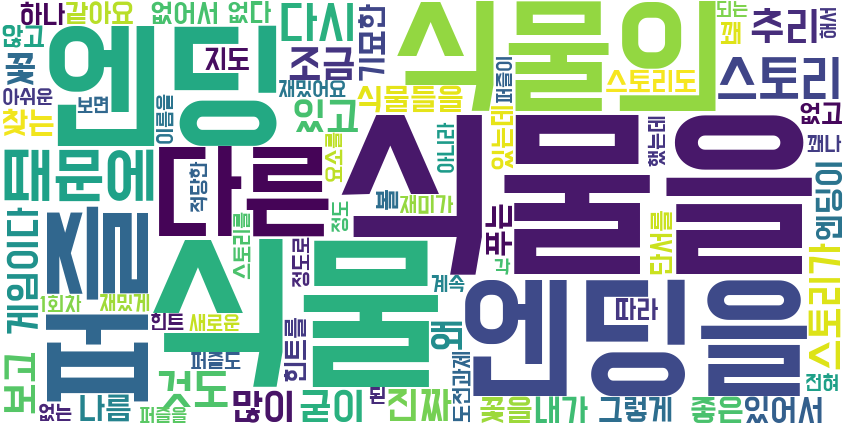 하나 같아요 없어서 없다 다시 식물의 꽤 되는 해서
않고 꽃 엔딩 지도 조금 기묘한 추리
아쉬운 보면 재밌어요 식물들을 퍼즐이 스토리도 스토리
찾는 이름을 있고 요소를 아니라 있는데 했는데 없고 꽤나
때문에 다른 식물을 엔딩이
적당한 볼 재미가 푸는 단서를
게임이다 퍼즐 스토리를 정도 정도로 식물 계속 각 스토리가
1회차 재밌게 힌트 새로운 힌트를 왜 엔딩을 따라
보고 퍼즐도 것도 된 도전과제 전혀
없는 나름 퍼즐을 많이 굳이 진짜 꽃을 내가 그렇게 좋은 있어서